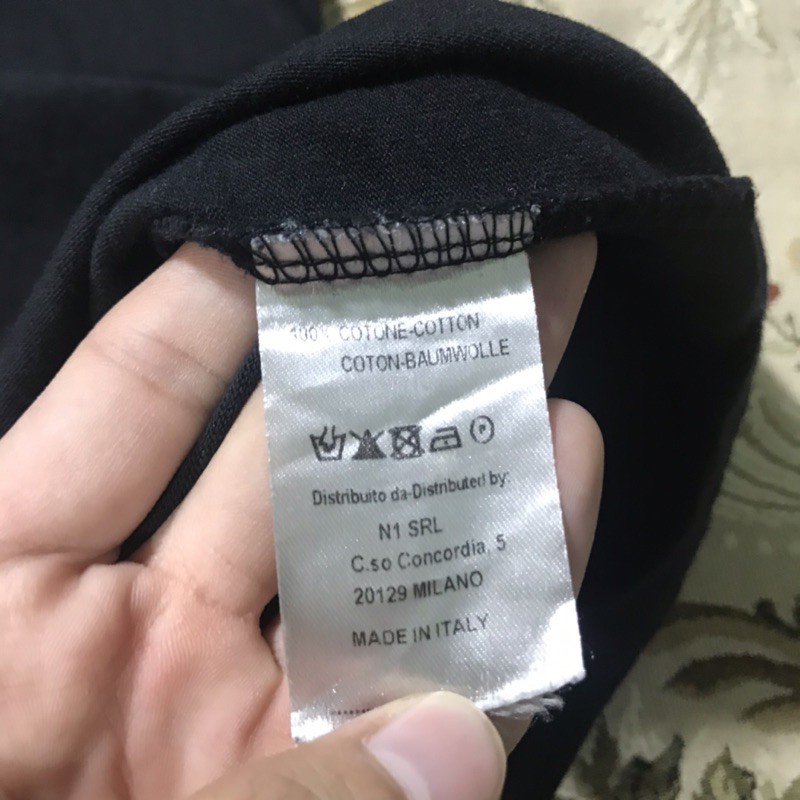 100% COTONE-COTTON
COTON-BAUMWOLLE
P
Distribuito da-Distributed by:
N1 SRL
C.so Concordia, 5
20129 MILANO
MADE IN ITALY